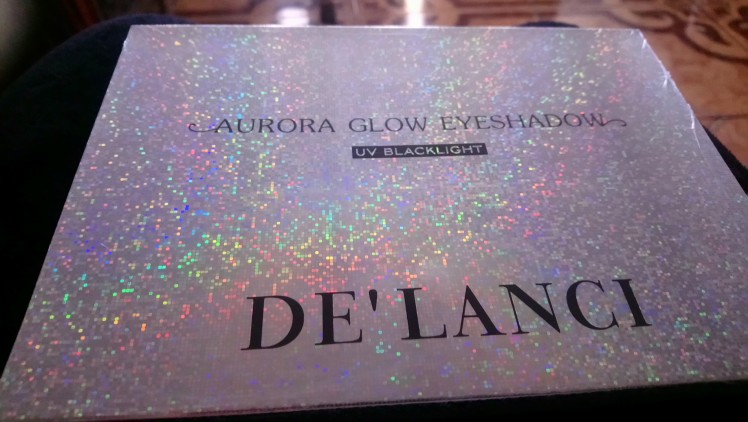 AURORA GLOW EYESHADOW
UV BLACKLIGHT
DE'LANCI